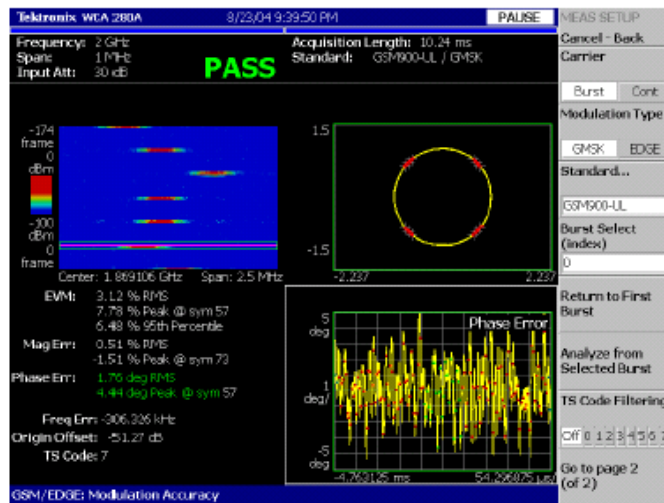 Tektronix WCA 280A 8/23/04 9:39:50 PM PAUSE
MEAS SETUP
Cancel - Back
Frequency: 2 GHz
Span: 1 MHz
Input Att: 30 dB
PASS
Acquisition Length: 10.24 ms
Standard: GSM900-UL / GMSK
Carrier
Burst Cont
Modulation Type
GMSK EDGE
Standard...
GSM900-UL
Burst Select
(index)
0
Return to First
Burst
Analyze from
Selected Burst
TS Code Filtering
Off 0 1 2 3 4 5 6 7
Go to page 2
(of 2)
-174
frame
0
dBm
-100
dBm
0
frame
Center: 1.869106 GHz Span: 2.5 MHz
1.5
-1.5
-2.237 2.237
EVM: 3.12 % RMS
7.78 % Peak @ sym 57
6.48 % 95th Percentile
Mag Err: 0.51 % RMS
-1.51 % Peak @ sym 73
Phase Err: 1.76 deg RMS
4.44 deg Peak @ sym 57
Freq Err: -306.326 kHz
Origin Offset: -51.27 dB
TS Code: 7
Phase Error
5
deg
1
deg/
-5
deg
-4.763125 ms 54.296875 µs/
GSM/EDGE: Modulation Accuracy